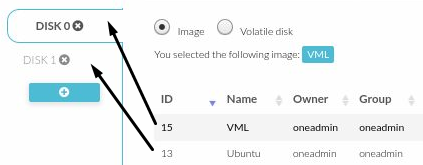 DISK 0
DISK 1
Image Volatile disk
You selected the following image: VML
ID Name Owner Group
15 VML oneadmin oneadmin
13 Ubuntu oneadmin oneadmin